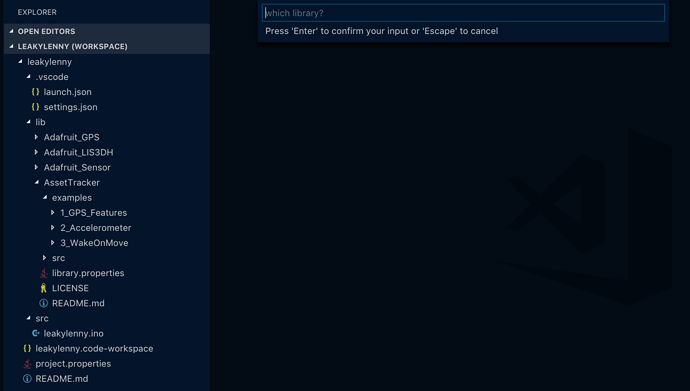 EXPLORER
OPEN EDITORS
LEAKYLENNY (WORKSPACE)
leakylenny
.vscode
{ } launch.json
{ } settings.json
lib
Adafruit_GPS
Adafruit_LIS3DH
Adafruit_Sensor
AssetTracker
examples
1_GPS_Features
2_Accelerometer
3_WakeOnMove
src
library.properties
LICENSE
README.md
src
leakylenny.ino
{ } leakylenny.code-workspace
project.properties
README.md
which library?
Press 'Enter' to confirm your input or 'Escape' to cancel